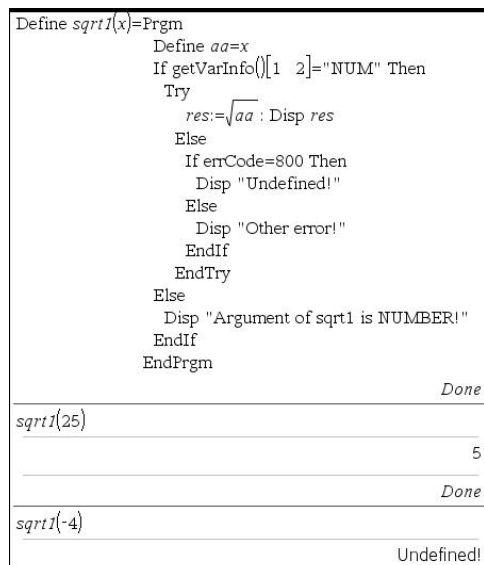 Define sqrt1(x)=Prgm
Define aa=x
If getVarInfo()[1 2]="NUM" Then
Try
res:=√aa : Disp res
Else
If errCode=800 Then
Disp "Undefined!"
Else
Disp "Other error!"
EndIf
EndTry
Else
Disp "Argument of sqrt1 is NUMBER!"
EndIf
EndPrgm
Done
sqrt1(25)
5
Done
sqrt1(-4)
Undefined!